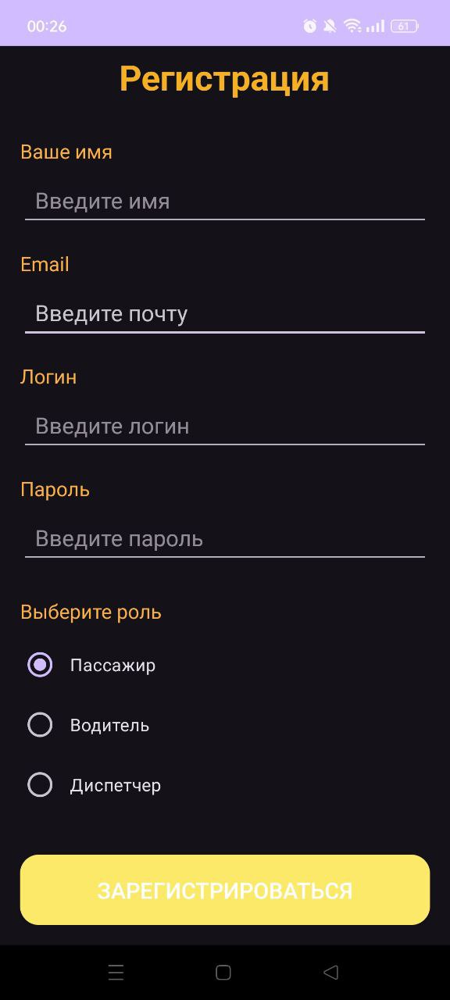 00:26
61
Регистрация
Ваше имя
Введите имя
Email
Введите почту
Логин
Введите логин
Пароль
Введите пароль
Выберите роль
Пассажир
Водитель
Диспетчер
ЗАРЕГИСТРИРОВАТЬСЯ